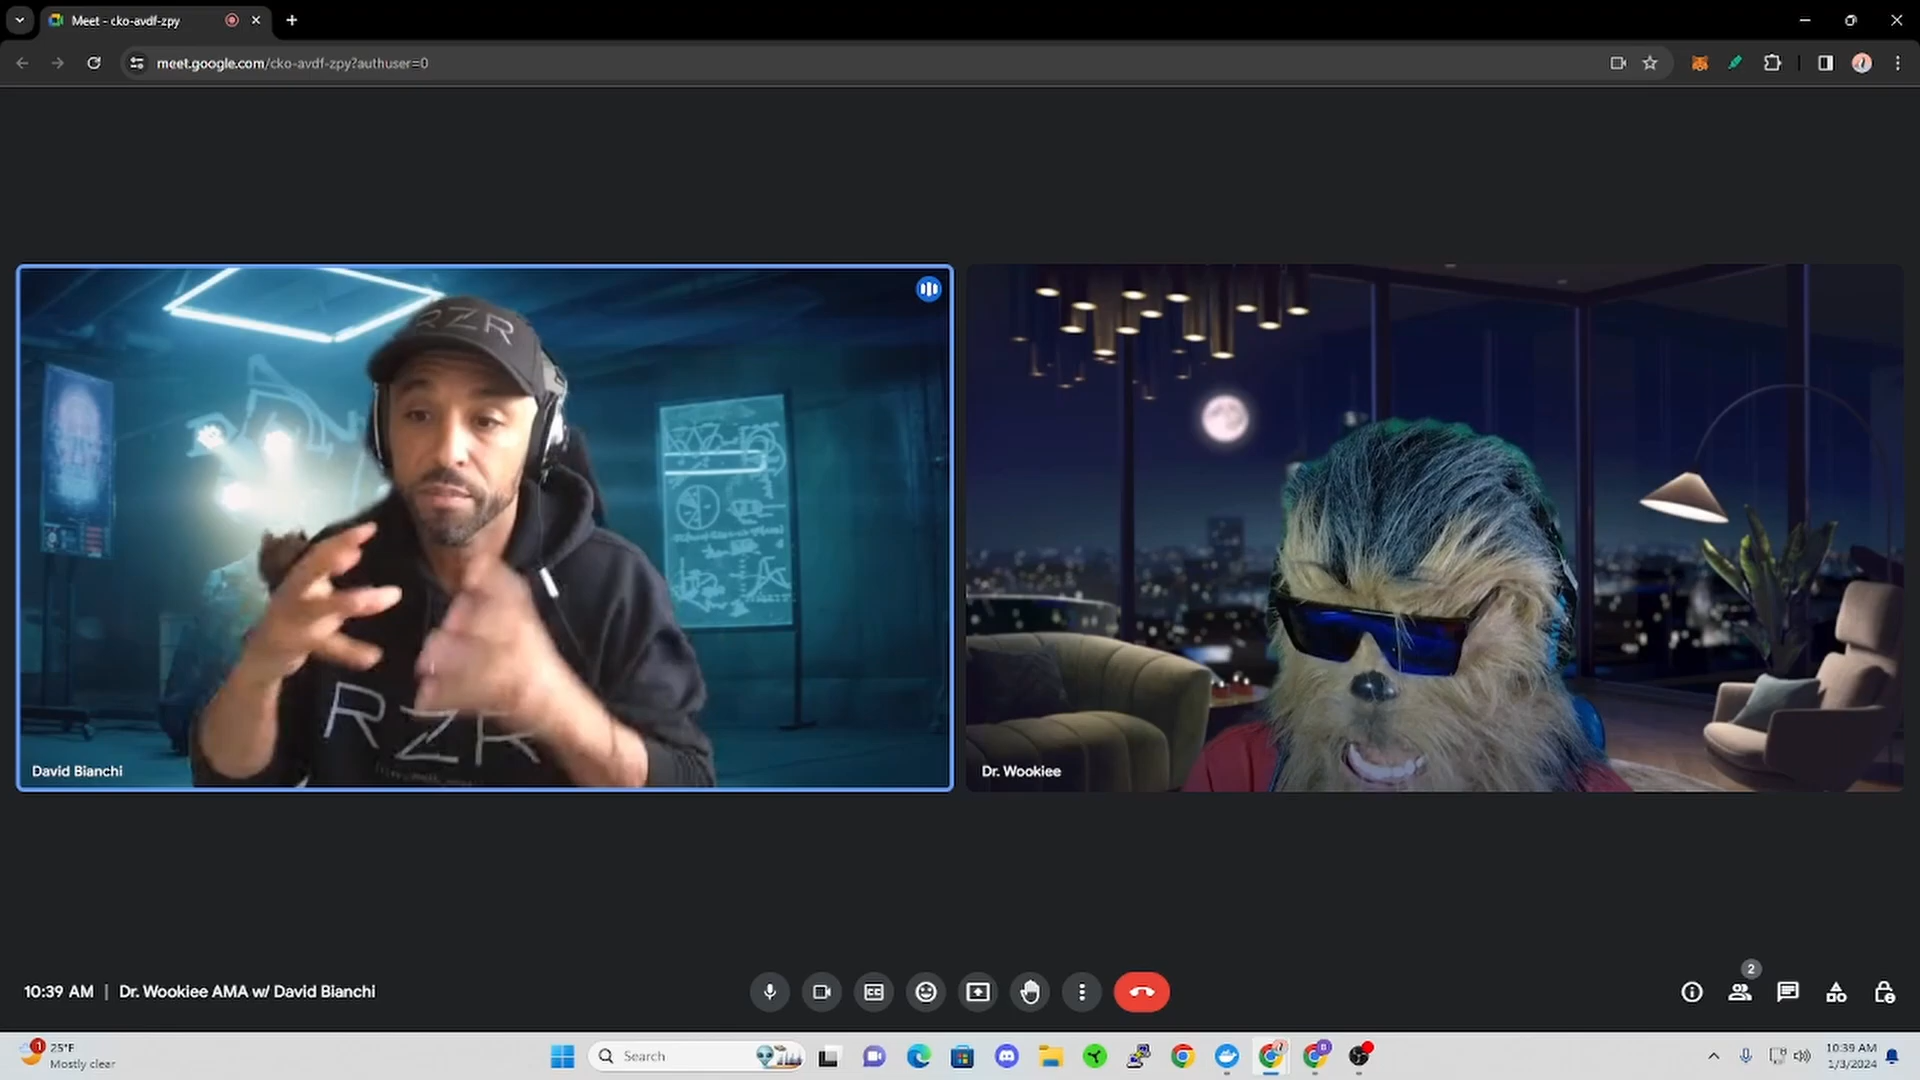 Meet - cko-avdf-zpy
meet.google.com/cko-avdf-zpy?authuser=0
RZR
RZR
David Bianchi
Dr. Wookiee
2
10:39 AM | Dr. Wookiee AMA w/ David Bianchi
1
25°F
Mostly clear
Search
10:39 AM
1/3/2024